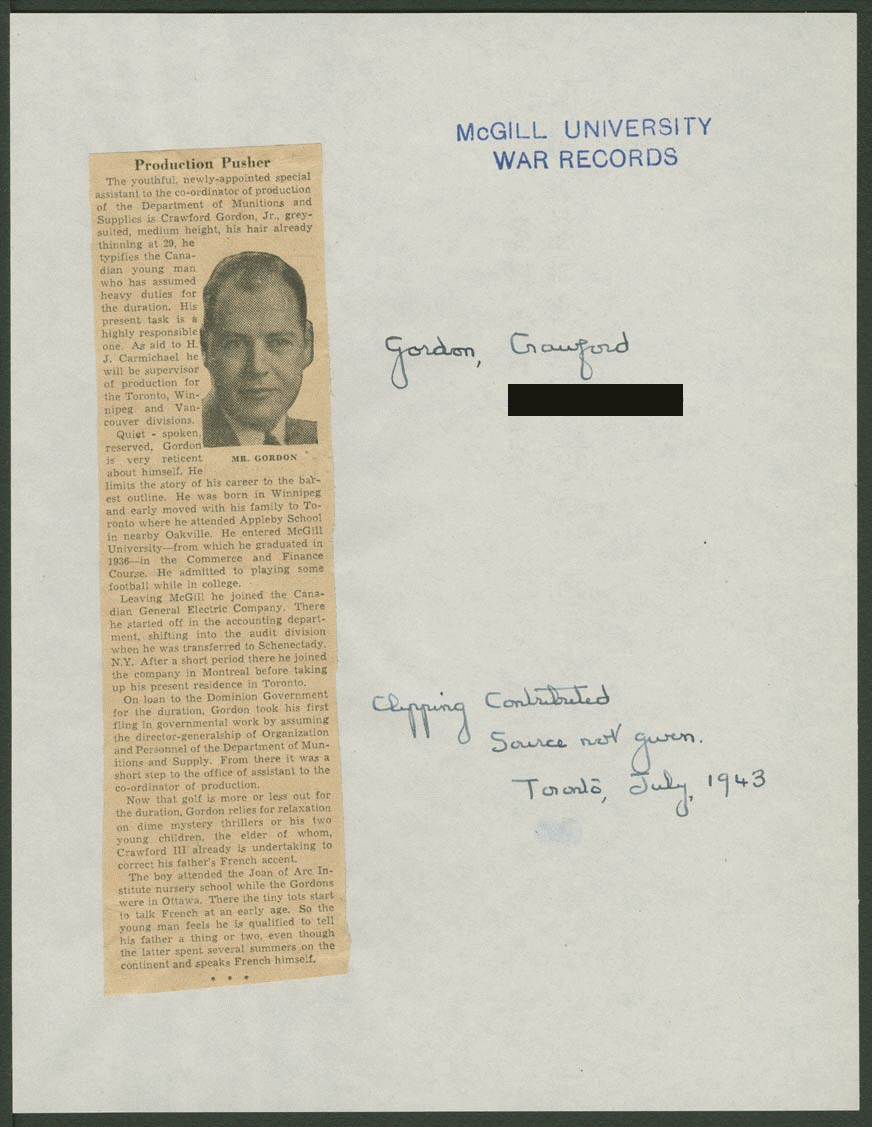 McGILL UNIVERSITY
WAR RECORDS
Production Pusher
The youthful, newly-appointed special
assistant to the co-ordinator of production
of the Department of Munitions and
Supplies is Crawford Gordon, Jr., grey-
suited, medium height, his hair already
thinning at 29, he
typifies the Cana-
dian young man
who has assumed
heavy duties for
the duration. His
present task is a
highly responsible
one. As aid to H.
J. Carmichael he
will be supervisor
of production for
the Toronto, Win-
nipeg and Van-
couver divisions.
Quiet - spoken,
reserved, Gordon
is very reticent
about himself. He
MR. GORDON
limits the story of his career to the bar-
est outline. He was born in Winnipeg
and early moved with his family to To-
ronto where he attended Appleby School
in nearby Oakville. He entered McGill
University—from which he graduated in
1936—in the Commerce and Finance
Course. He admitted to playing some
football while in college.
Leaving McGill he joined the Cana-
dian General Electric Company. There
he started off in the accounting depart-
ment, shifting into the audit division
when he was transferred to Schenectady,
N.Y. After a short period there he joined
the company in Montreal before taking
up his present residence in Toronto.
On loan to the Dominion Government
for the duration, Gordon took his first
fling in governmental work by assuming
the director-generalship of Organization
and Personnel of the Department of Mun-
itions and Supply. From there it was a
short step to the office of assistant to the
co-ordinator of production.
Now that golf is more or less out for
the duration, Gordon relies for relaxation
on dime mystery thrillers or his two
young children, the elder of whom,
Crawford III already is undertaking to
correct his father's French accent.
The boy attended the Joan of Arc In-
stitute nursery school while the Gordons
were in Ottawa. There the tiny tots start
to talk French at an early age. So the
young man feels he is qualified to tell
his father a thing or two, even though
the latter spent several summers on the
continent and speaks French himself.
* * *
Gordon, Crawford
Clipping Contributed
Source not given.
Toronto, July, 1943